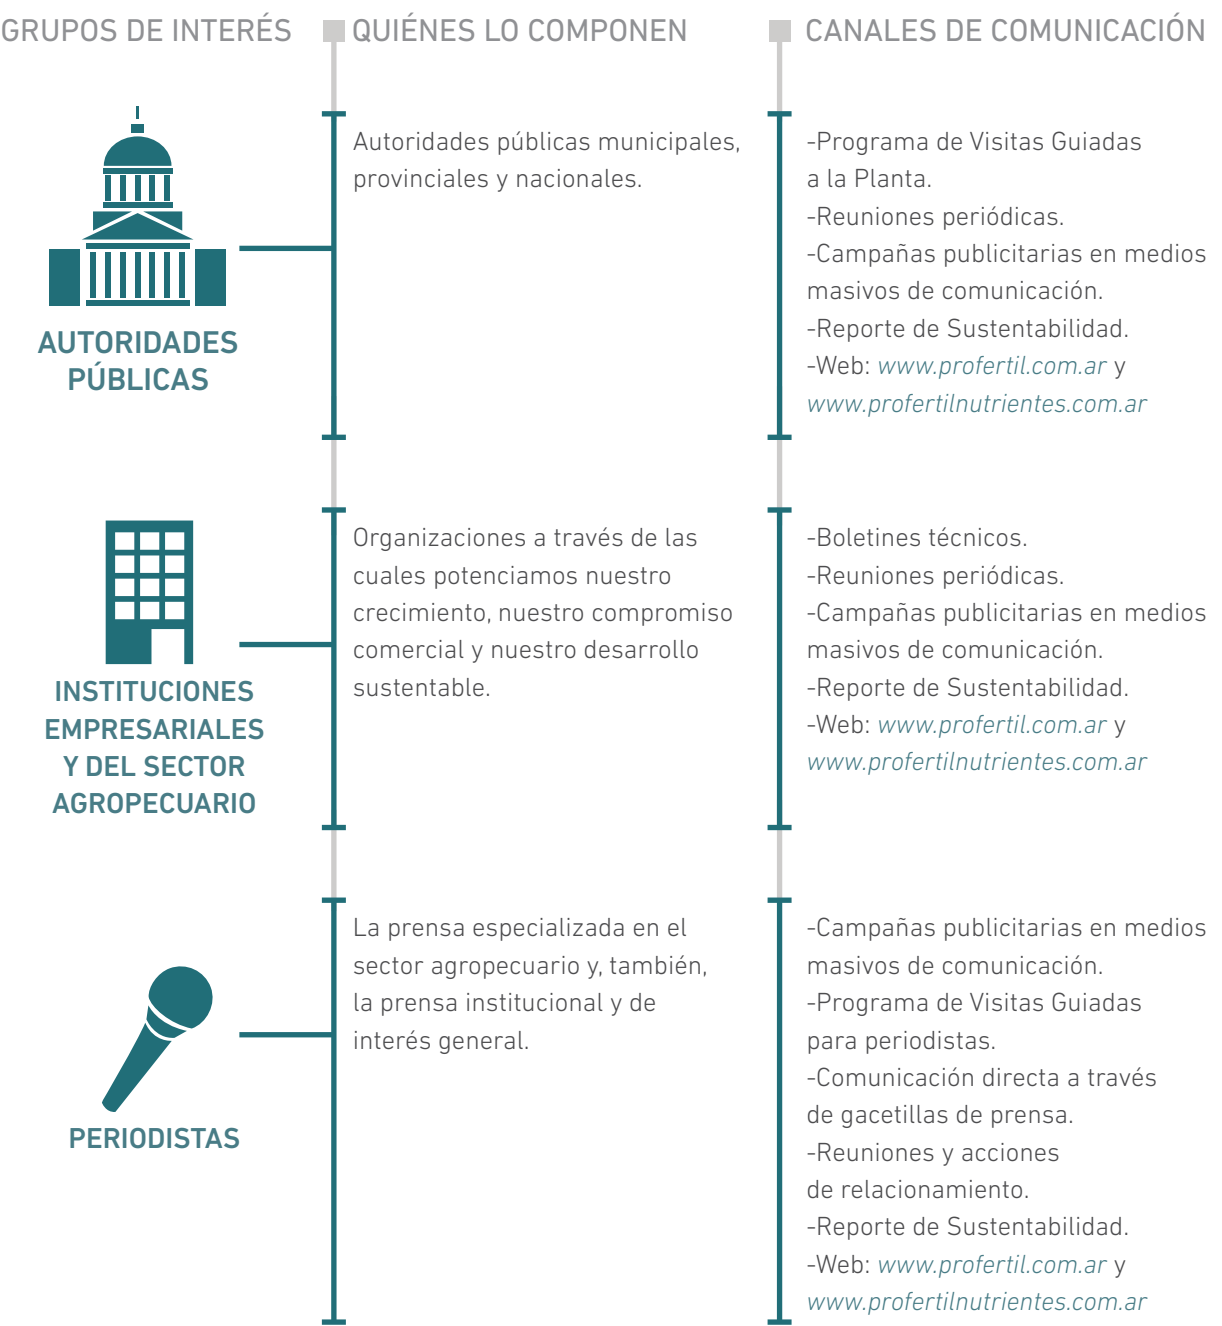 GRUPOS DE INTERÉS
QUIÉNES LO COMPONEN
CANALES DE COMUNICACIÓN
AUTORIDADES
PÚBLICAS
Autoridades públicas municipales,
provinciales y nacionales.
-Programa de Visitas Guiadas
a la Planta.
-Reuniones periódicas.
-Campañas publicitarias en medios
masivos de comunicación.
-Reporte de Sustentabilidad.
-Web: www.profertil.com.ar y
www.profertilnutrientes.com.ar
INSTITUCIONES
EMPRESARIALES
Y DEL SECTOR
AGROPECUARIO
Organizaciones a través de las
cuales potenciamos nuestro
crecimiento, nuestro compromiso
comercial y nuestro desarrollo
sustentable.
-Boletines técnicos.
-Reuniones periódicas.
-Campañas publicitarias en medios
masivos de comunicación.
-Reporte de Sustentabilidad.
-Web: www.profertil.com.ar y
www.profertilnutrientes.com.ar
PERIODISTAS
La prensa especializada en el
sector agropecuario y, también,
la prensa institucional y de
interés general.
-Campañas publicitarias en medios
masivos de comunicación.
-Programa de Visitas Guiadas
para periodistas.
-Comunicación directa a través
de gacetillas de prensa.
-Reuniones y acciones
de relacionamiento.
-Reporte de Sustentabilidad.
-Web: www.profertil.com.ar y
www.profertilnutrientes.com.ar